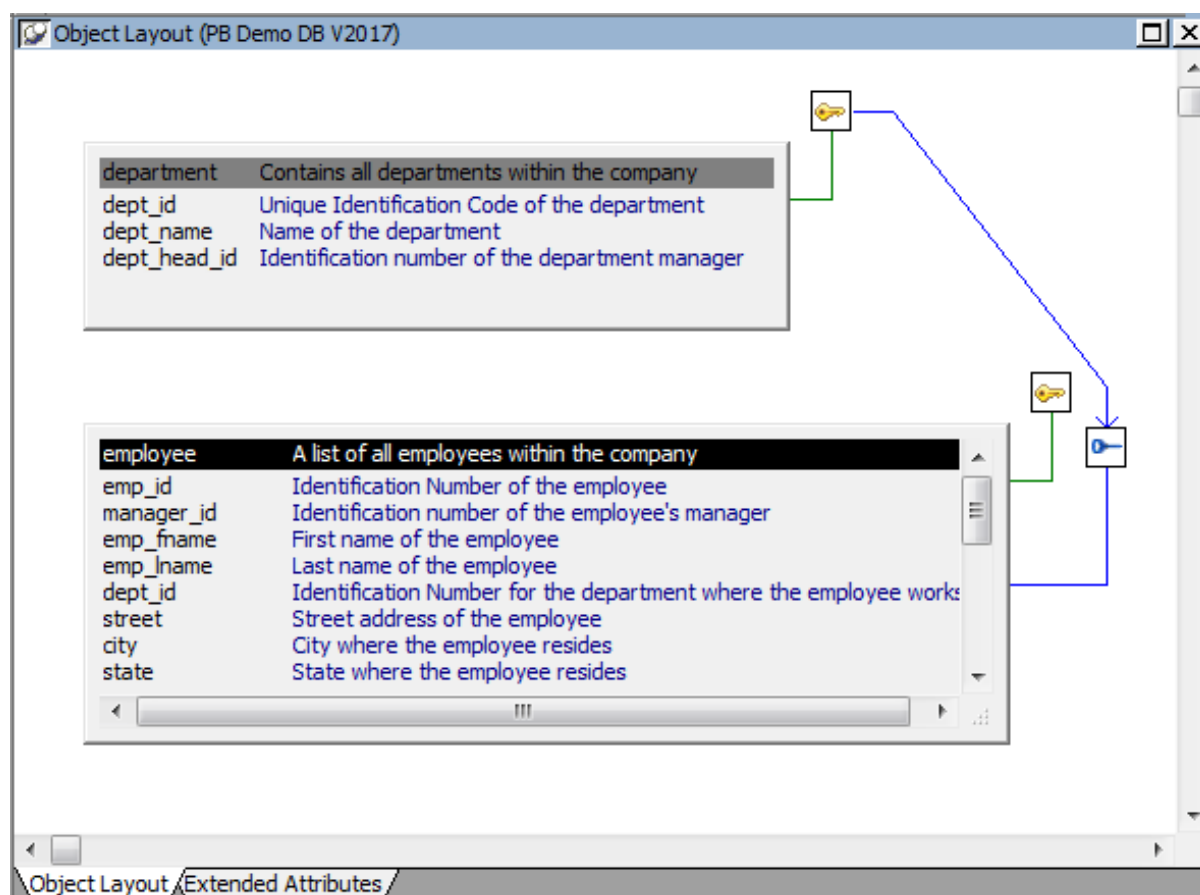 Object Layout (PB Demo DB V2017)
department Contains all departments within the company
dept_id Unique Identification Code of the department
dept_name Name of the department
dept_head_id Identification number of the department manager
employee A list of all employees within the company
emp_id Identification Number of the employee
manager_id Identification number of the employee's manager
emp_fname First name of the employee
emp_lname Last name of the employee
dept_id Identification Number for the department where the employee works
street Street address of the employee
city City where the employee resides
state State where the employee resides
Object Layout Extended Attributes